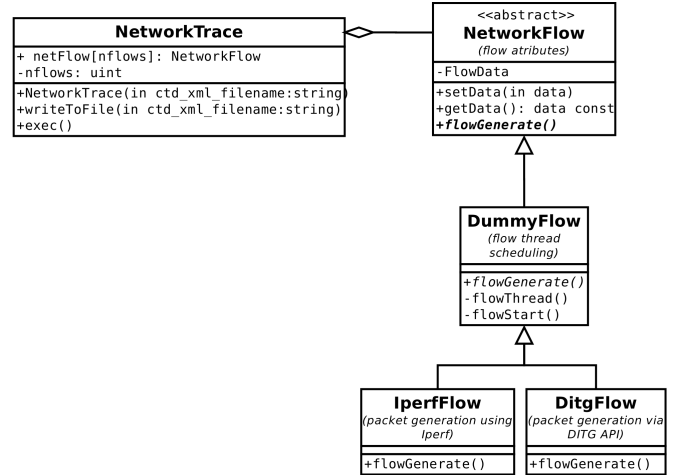 NetworkTrace
+ netFlow[nflows]: NetworkFlow
-nflows: uint
+NetworkTrace(in ctd_xml_filename:string)
+writeToFile(in ctd_xml_filename:string)
+exec()
<<abstract>>
NetworkFlow
(flow atributes)
-FlowData
+setData(in data)
+getData(): data const
+flowGenerate()
DummyFlow
(flow thread
scheduling)
+flowGenerate()
-flowThread()
-flowStart()
IperfFlow
(packet generation using
Iperf)
+flowGenerate()
DitgFlow
(packet generation via
DITG API)
+flowGenerate()